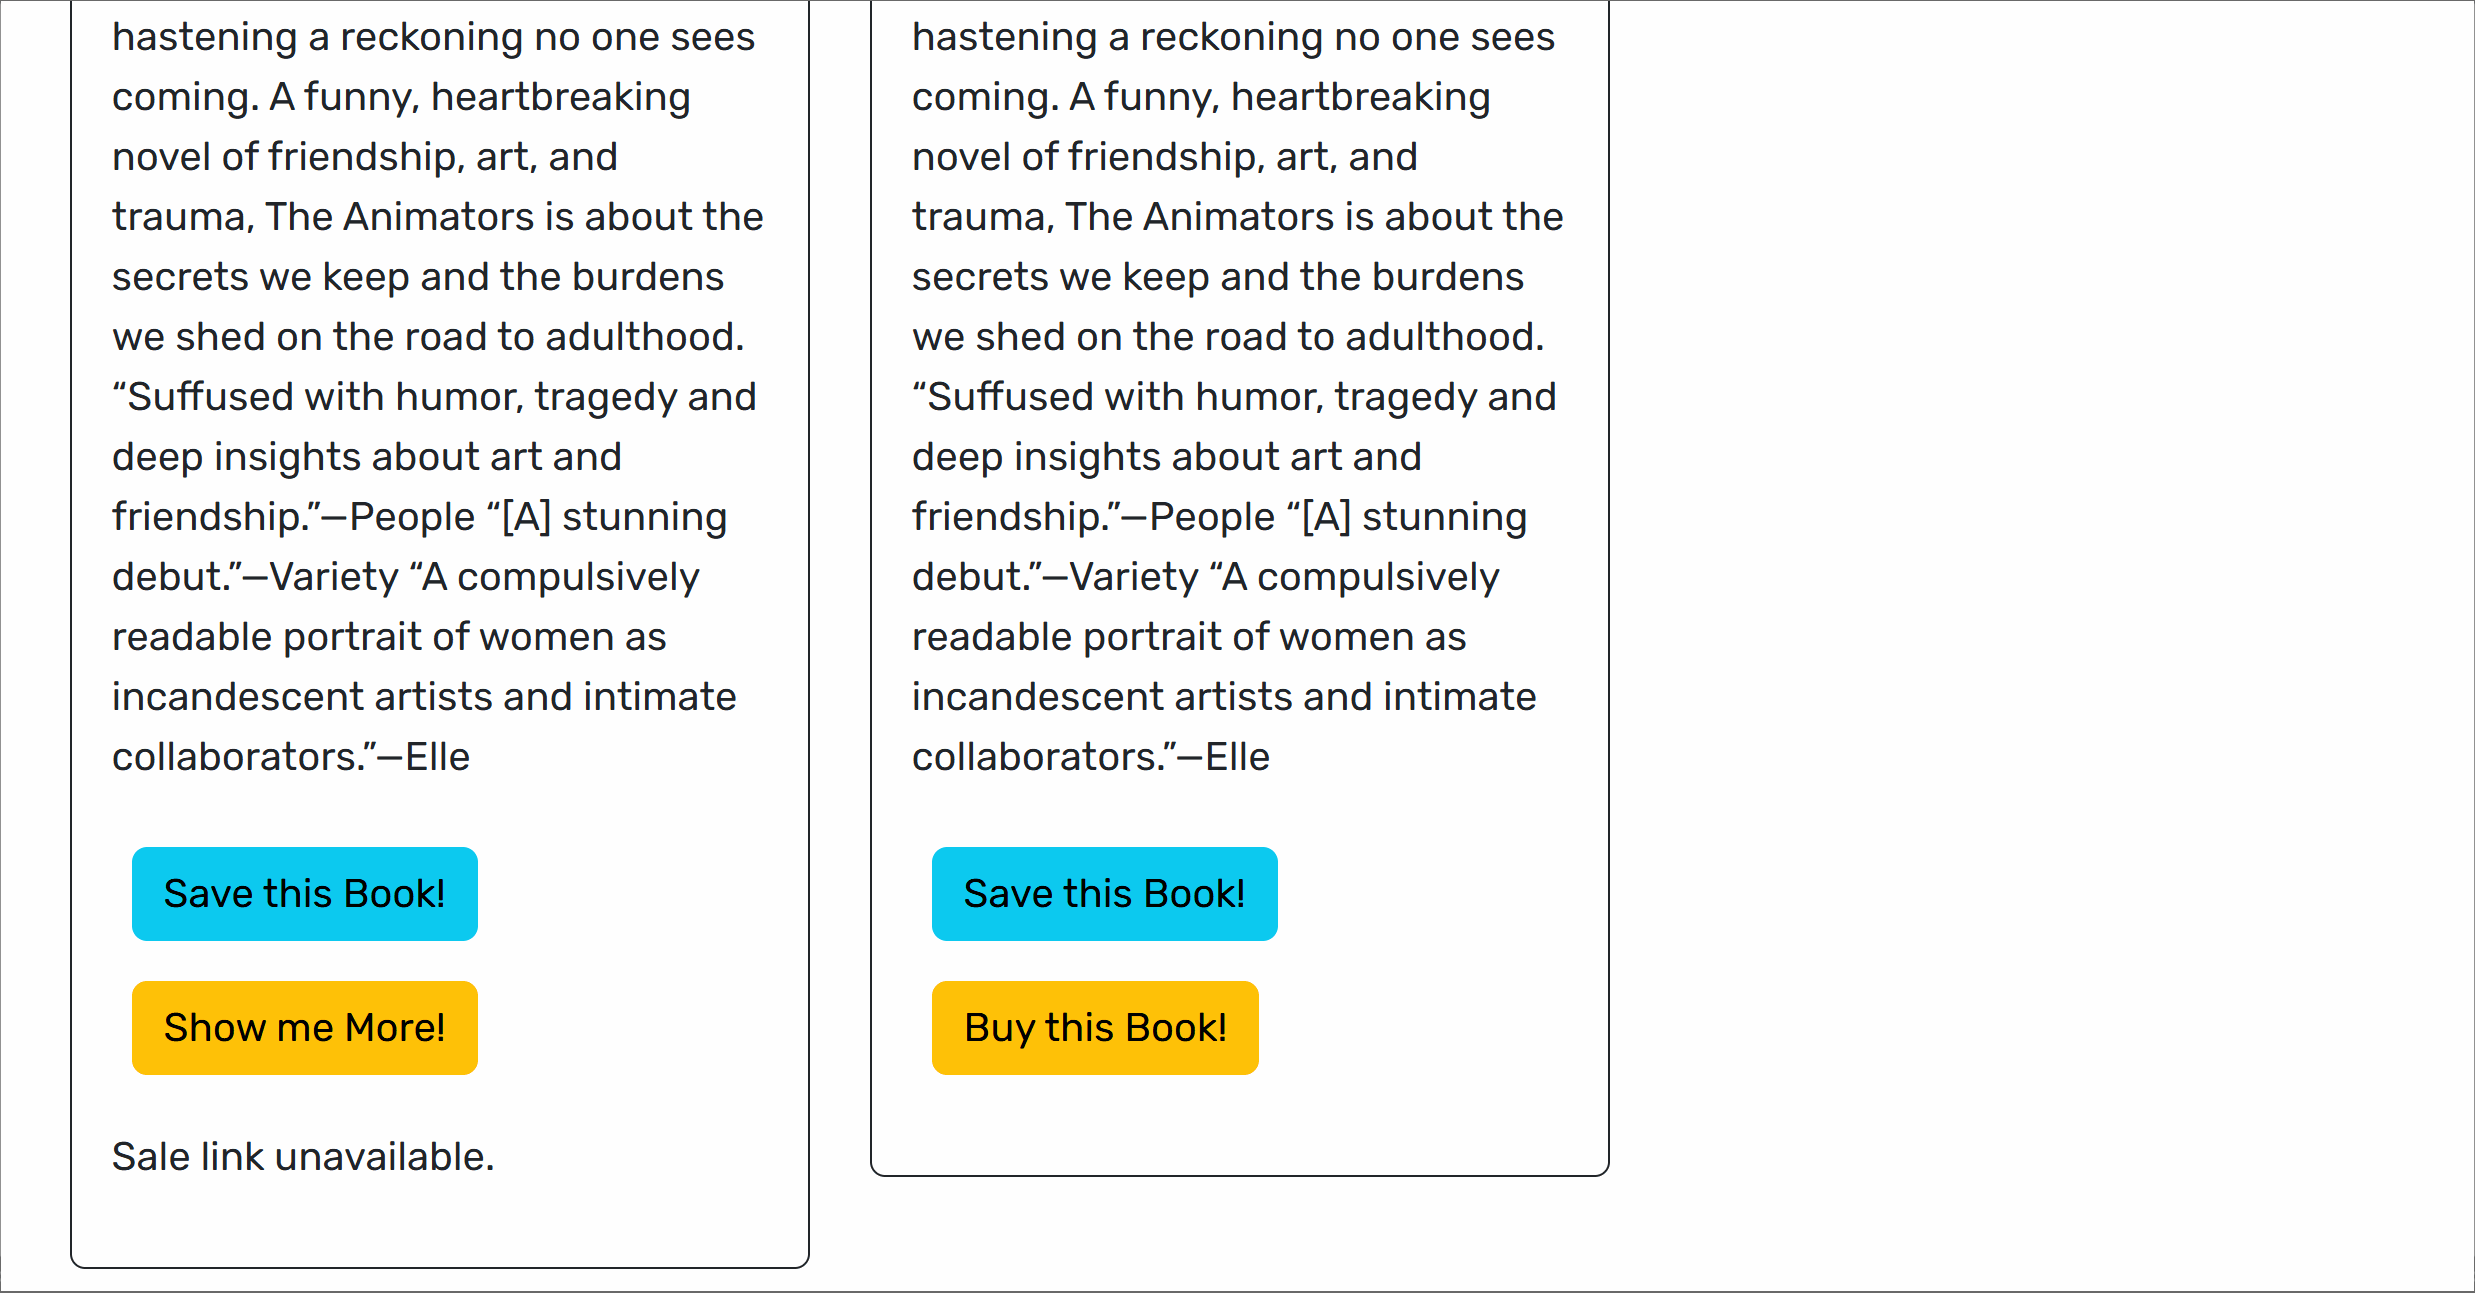 hastening a reckoning no one sees
coming. A funny, heartbreaking
novel of friendship, art, and
trauma, The Animators is about the
secrets we keep and the burdens
we shed on the road to adulthood.
“Suffused with humor, tragedy and
deep insights about art and
friendship.”—People “[A] stunning
debut.”—Variety “A compulsively
readable portrait of women as
incandescent artists and intimate
collaborators.”—Elle
Save this Book!
Show me More!
Sale link unavailable.
hastening a reckoning no one sees
coming. A funny, heartbreaking
novel of friendship, art, and
trauma, The Animators is about the
secrets we keep and the burdens
we shed on the road to adulthood.
“Suffused with humor, tragedy and
deep insights about art and
friendship.”—People “[A] stunning
debut.”—Variety “A compulsively
readable portrait of women as
incandescent artists and intimate
collaborators.”—Elle
Save this Book!
Buy this Book!